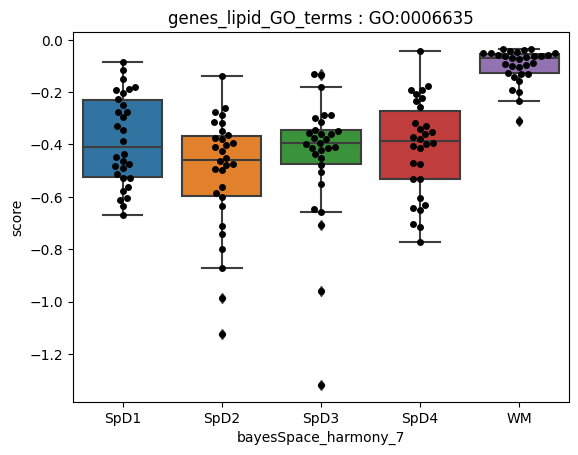 genes_lipid_GO_terms : GO:0006635
0.0
−0.2
−0.4
−0.6
−0.8
−1.0
−1.2
score
SpD1 SpD2 SpD3 SpD4 WM
bayesSpace_harmony_7